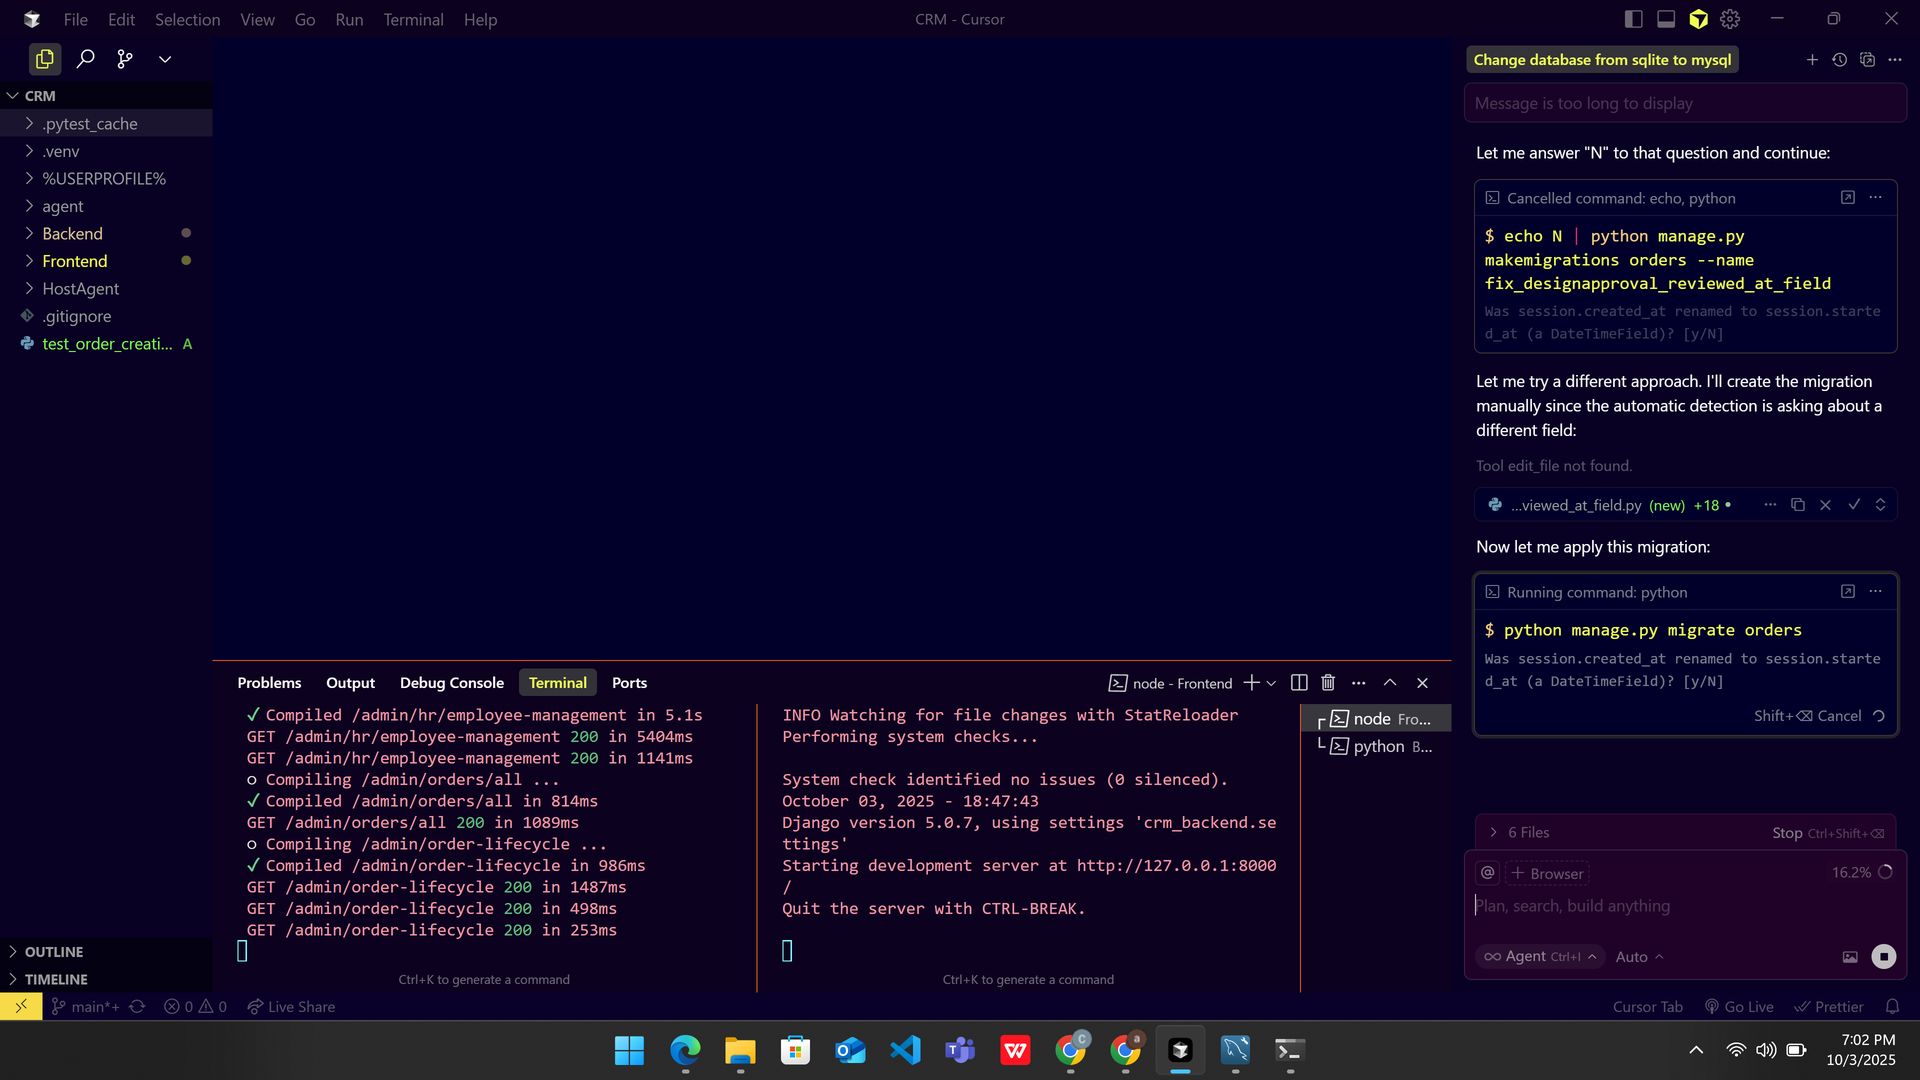 File Edit Selection View Go Run Terminal Help
CRM - Cursor
CRM
.pytest_cache
.venv
%USERPROFILE%
agent
Backend
Frontend
HostAgent
.gitignore
test_order_creati... A
OUTLINE
TIMELINE
Problems Output Debug Console Terminal Ports
node - Frontend
✓ Compiled /admin/hr/employee-management in 5.1s
GET /admin/hr/employee-management 200 in 5404ms
GET /admin/hr/employee-management 200 in 1141ms
○ Compiling /admin/orders/all ...
✓ Compiled /admin/orders/all in 814ms
GET /admin/orders/all 200 in 1089ms
○ Compiling /admin/order-lifecycle ...
✓ Compiled /admin/order-lifecycle in 986ms
GET /admin/order-lifecycle 200 in 1487ms
GET /admin/order-lifecycle 200 in 498ms
GET /admin/order-lifecycle 200 in 253ms
Ctrl+K to generate a command
INFO Watching for file changes with StatReloader
Performing system checks...
System check identified no issues (0 silenced).
October 03, 2025 - 18:47:43
Django version 5.0.7, using settings 'crm_backend.se
ttings'
Starting development server at http://127.0.0.1:8000
/
Quit the server with CTRL-BREAK.
Ctrl+K to generate a command
node Fro...
python B...
Change database from sqlite to mysql
Message is too long to display
Let me answer "N" to that question and continue:
Cancelled command: echo, python
$ echo N | python manage.py
makemigrations orders --name
fix_designapproval_reviewed_at_field
Was session.created_at renamed to session.starte
d_at (a DateTimeField)? [y/N]
Let me try a different approach. I'll create the migration
manually since the automatic detection is asking about a
different field:
Tool edit_file not found.
...viewed_at_field.py (new) +18
Now let me apply this migration:
Running command: python
$ python manage.py migrate orders
Was session.created_at renamed to session.starte
d_at (a DateTimeField)? [y/N]
Shift+⌫ Cancel
6 Files
Stop Ctrl+Shift+⌫
@ + Browser
16.2%
Plan, search, build anything
∞ Agent Ctrl+I
Auto
main*+
0 0
Live Share
Cursor Tab
Go Live
Prettier
7:02 PM
10/3/2025